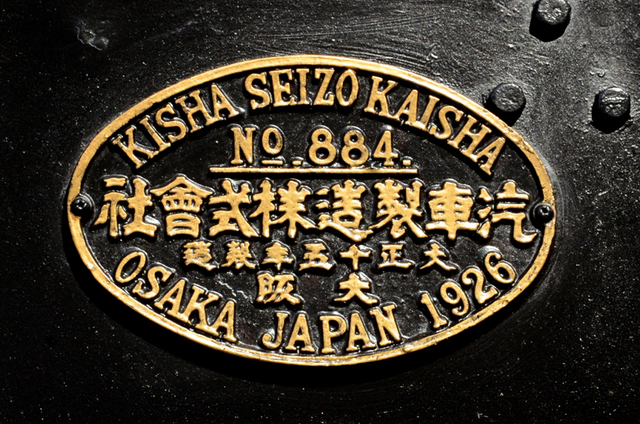 KISHA SEIZO KAISHA
No. 884.
汽車製造株式會社
大正十五年製造
大阪
OSAKA JAPAN 1926